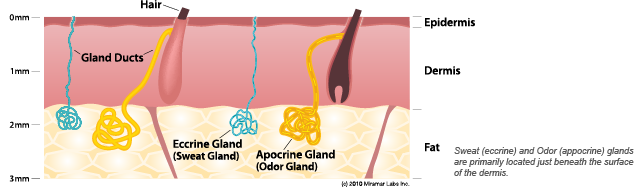 Hair
0mm
Epidermis
Gland Ducts
1mm
Dermis
2mm
Eccrine Gland
(Sweat Gland)
Apocrine Gland
(Odor Gland)
Fat
Sweat (eccrine) and Odor (appocrine) glands
are primarily located just beneath the surface
of the dermis.
3mm
(c) 2010 Miramar Labs Inc.